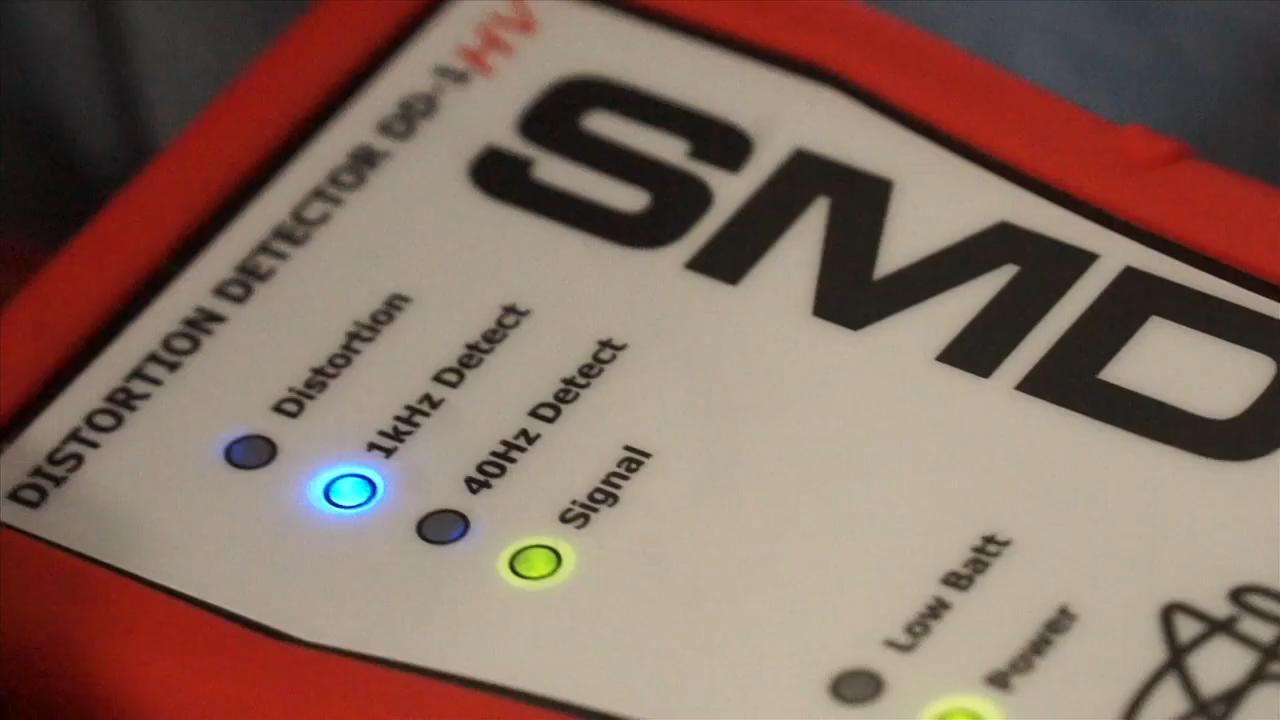 DISTORTION DETECTOR DD-1HV
SMD
Distortion
1kHz Detect
40Hz Detect
Signal
Low Batt
Power